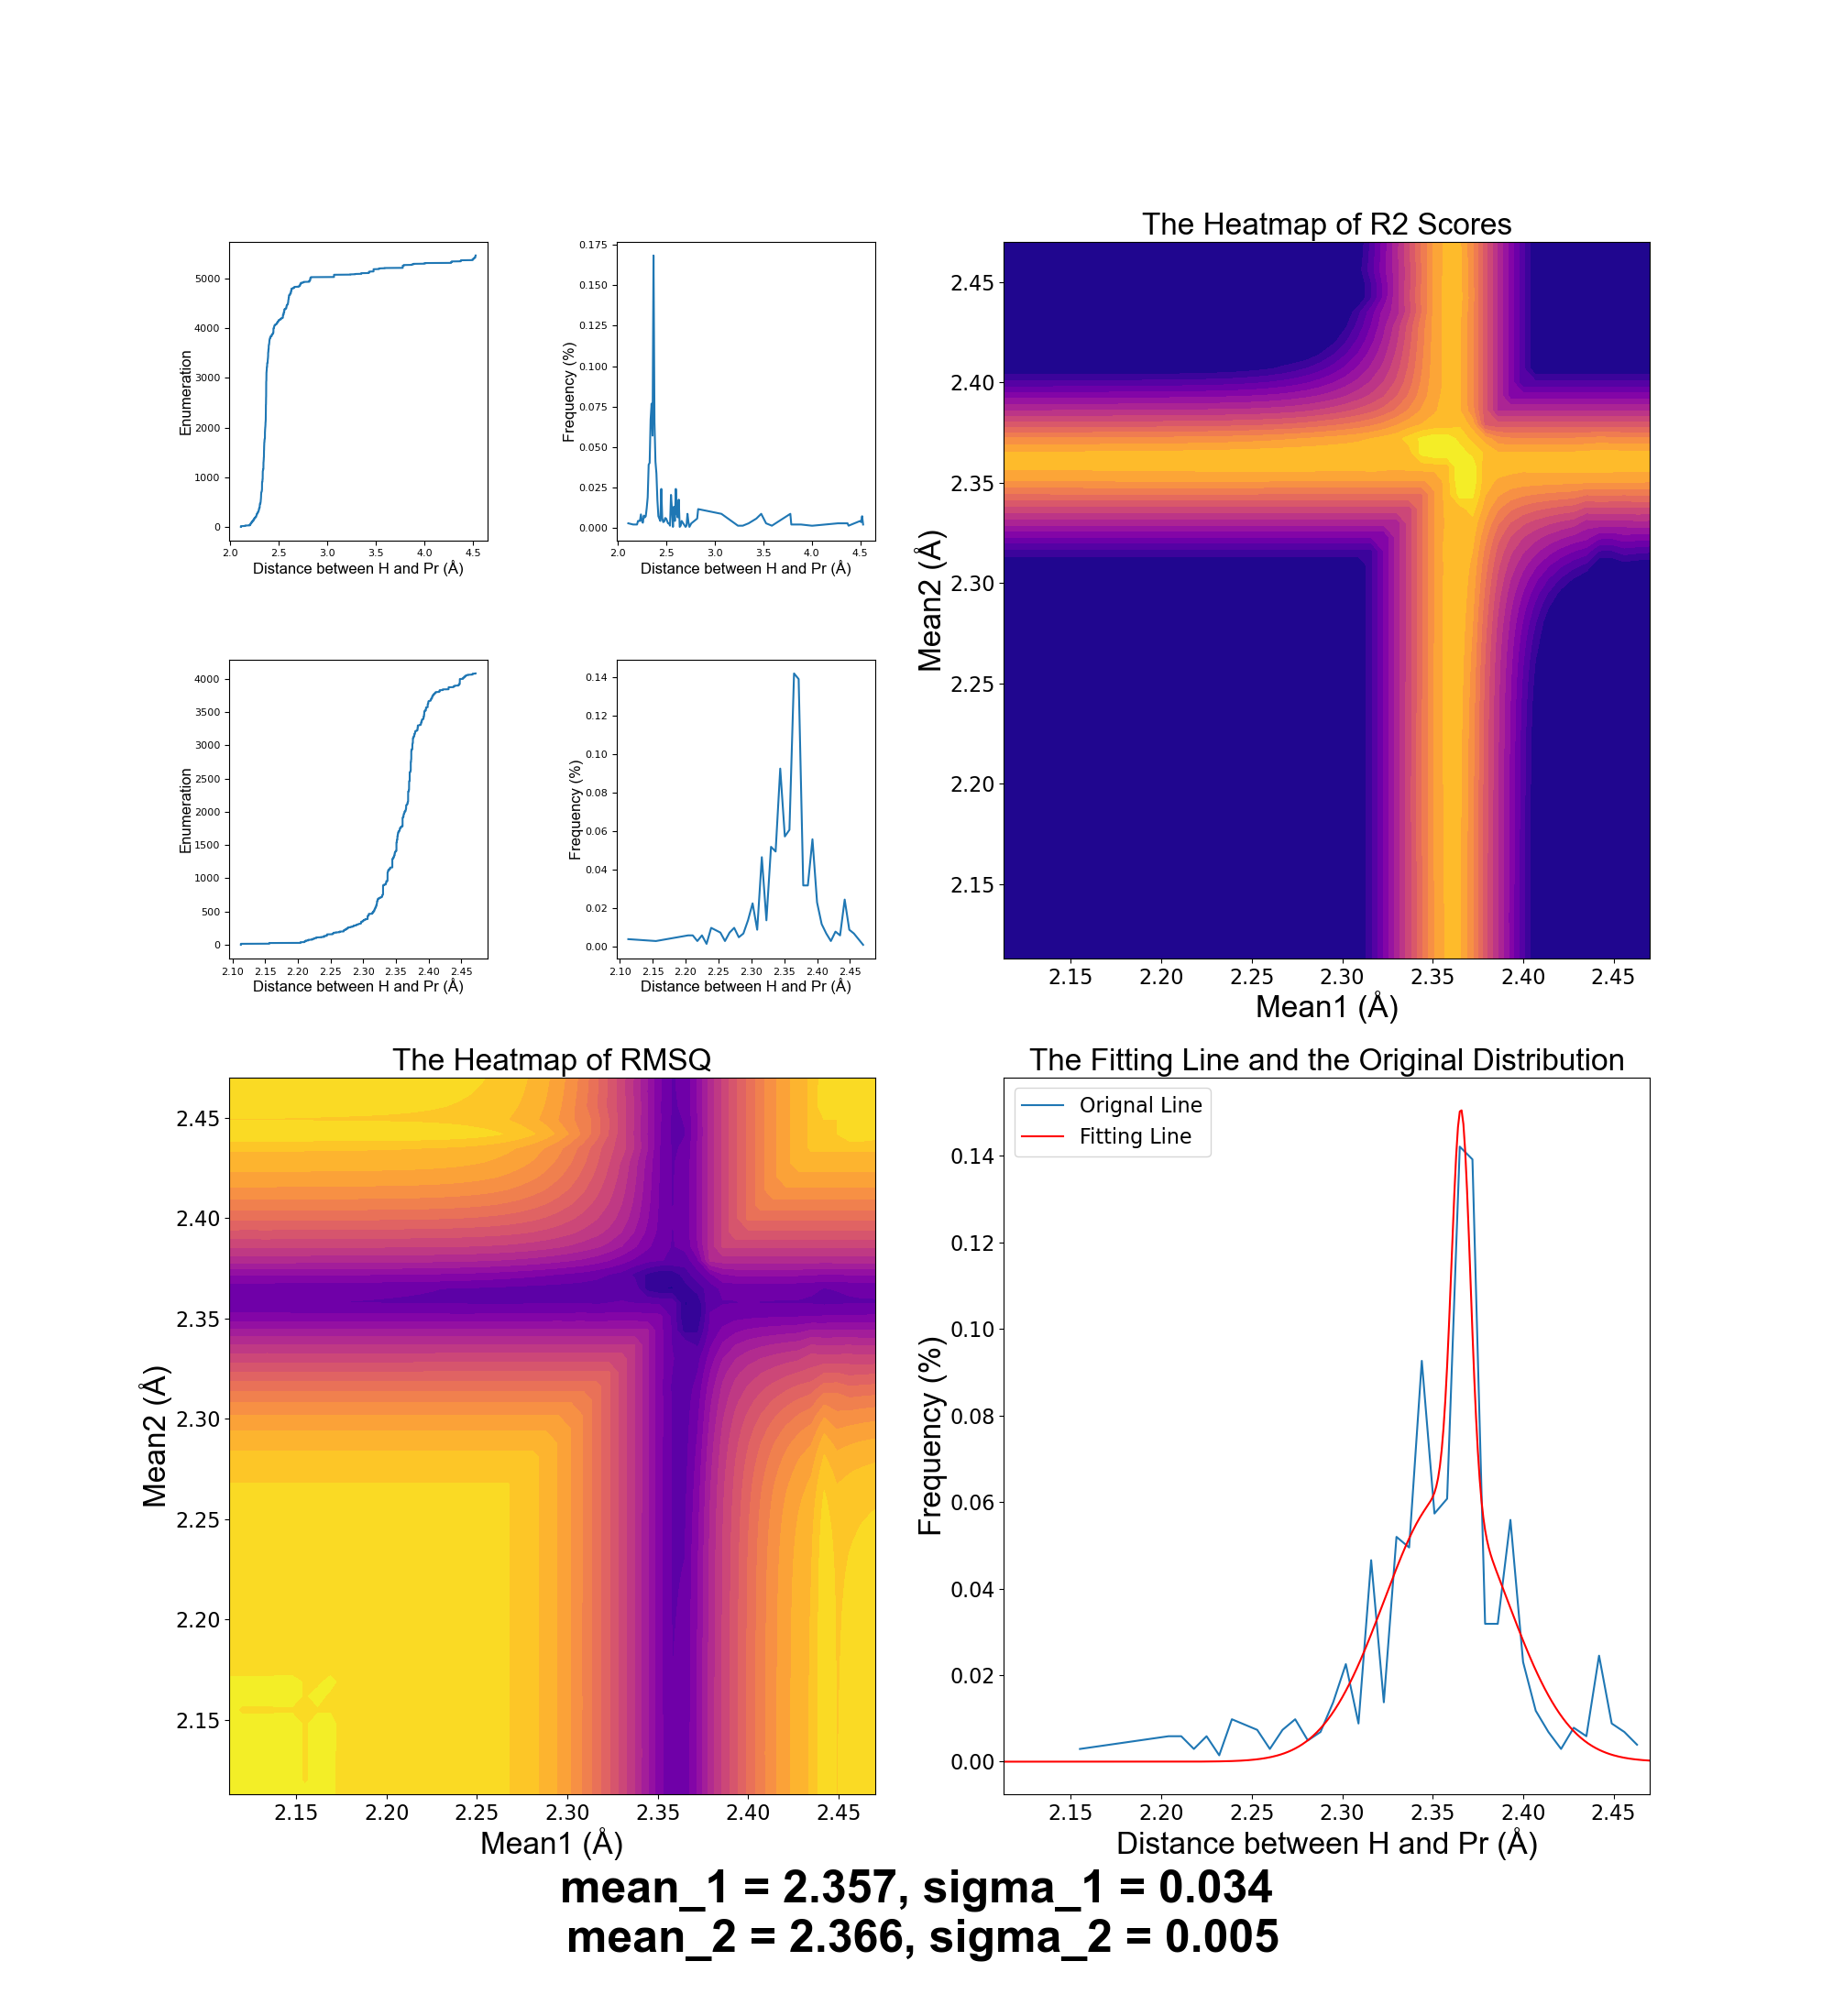 The Heatmap of R2 Scores
5000
4000
3000
2000
1000
0
Enumeration
2.0 2.5 3.0 3.5 4.0 4.5
Distance between H and Pr (Å)
0.175
0.150
0.125
0.100
0.075
0.050
0.025
0.000
Frequency (%)
2.0 2.5 3.0 3.5 4.0 4.5
Distance between H and Pr (Å)
4000
3500
3000
2500
2000
1500
1000
500
0
Enumeration
2.10 2.15 2.20 2.25 2.30 2.35 2.40 2.45
Distance between H and Pr (Å)
0.14
0.12
0.10
0.08
0.06
0.04
0.02
0.00
Frequency (%)
2.10 2.15 2.20 2.25 2.30 2.35 2.40 2.45
Distance between H and Pr (Å)
2.45
2.40
2.35
2.30
2.25
2.20
2.15
Mean2 (Å)
2.15 2.20 2.25 2.30 2.35 2.40 2.45
Mean1 (Å)
The Heatmap of RMSQ
2.45
2.40
2.35
2.30
2.25
2.20
2.15
Mean2 (Å)
2.15 2.20 2.25 2.30 2.35 2.40 2.45
Mean1 (Å)
The Fitting Line and the Original Distribution
Orignal Line
Fitting Line
0.14
0.12
0.10
0.08
0.06
0.04
0.02
0.00
Frequency (%)
2.15 2.20 2.25 2.30 2.35 2.40 2.45
Distance between H and Pr (Å)
mean_1 = 2.357, sigma_1 = 0.034
mean_2 = 2.366, sigma_2 = 0.005